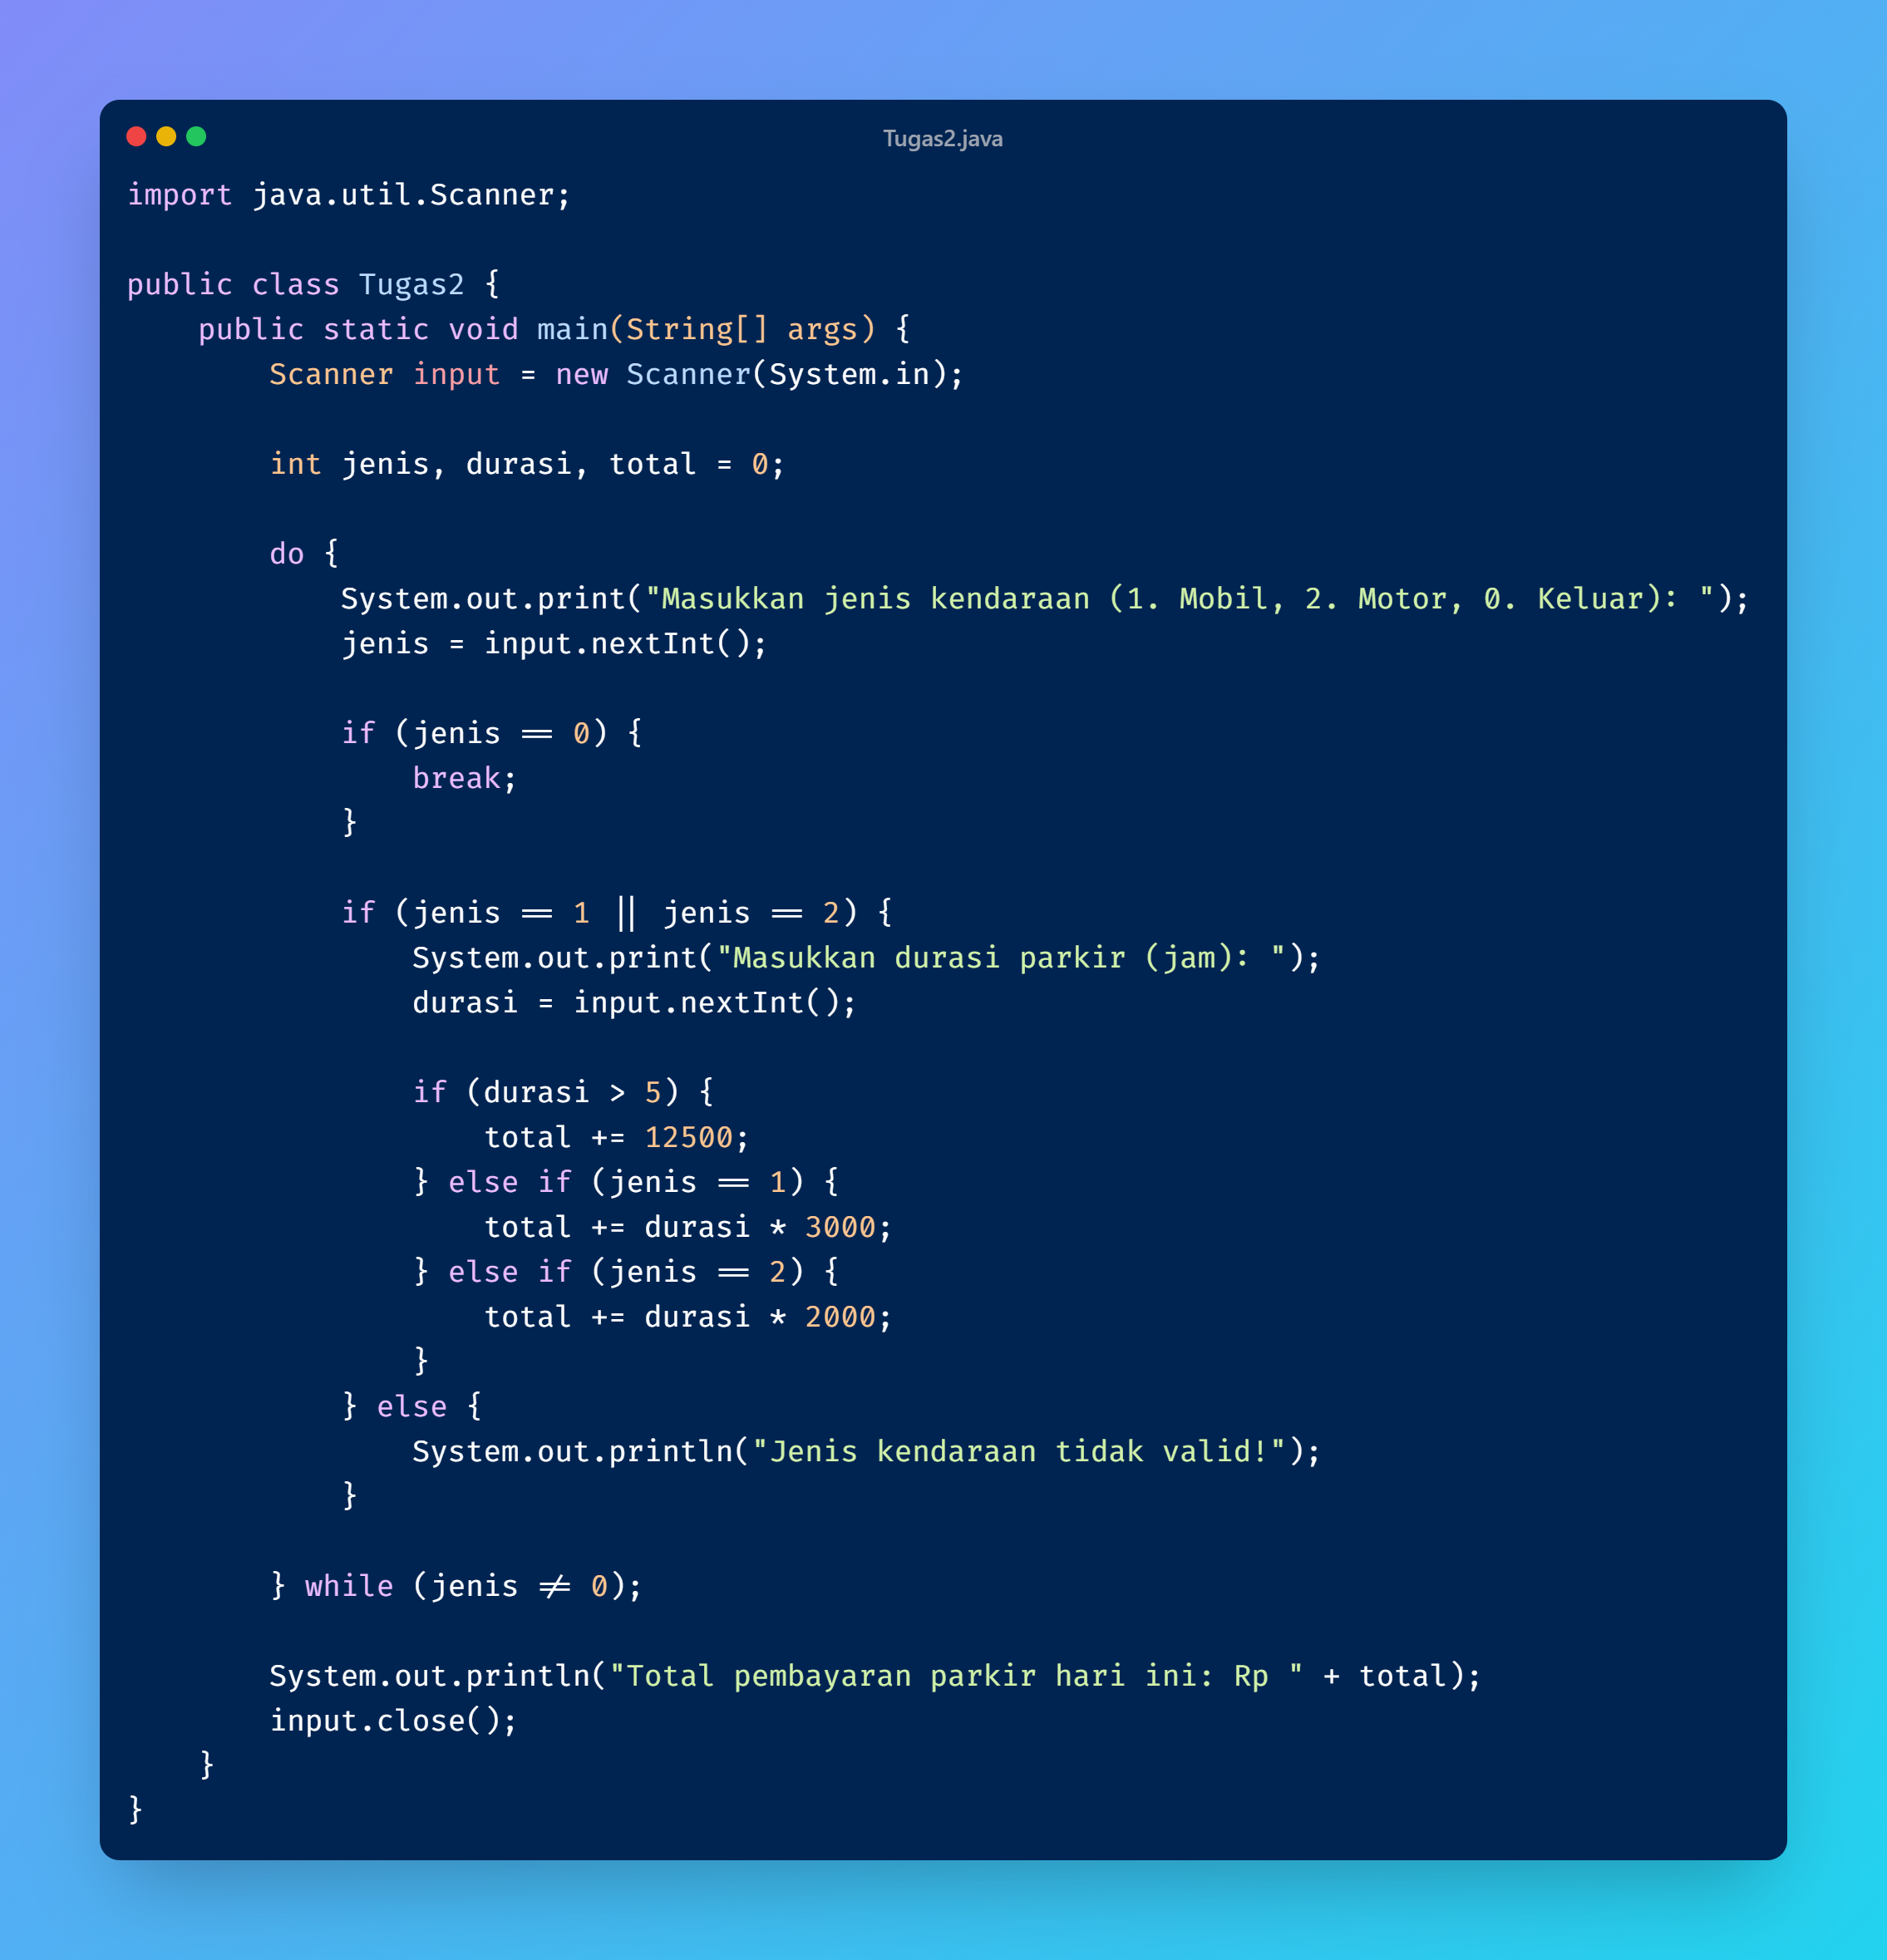 Tugas2.java
import java.util.Scanner;
public class Tugas2 {
    public static void main(String[] args) {
        Scanner input = new Scanner(System.in);
        int jenis, durasi, total = 0;
        do {
            System.out.print("Masukkan jenis kendaraan (1. Mobil, 2. Motor, 0. Keluar): ");
            jenis = input.nextInt();
            if (jenis == 0) {
                break;
            }
            if (jenis == 1 || jenis == 2) {
                System.out.print("Masukkan durasi parkir (jam): ");
                durasi = input.nextInt();
                if (durasi > 5) {
                    total += 12500;
                } else if (jenis == 1) {
                    total += durasi * 3000;
                } else if (jenis == 2) {
                    total += durasi * 2000;
                }
            } else {
                System.out.println("Jenis kendaraan tidak valid!");
            }
        } while (jenis != 0);
        System.out.println("Total pembayaran parkir hari ini: Rp " + total);
        input.close();
    }
}